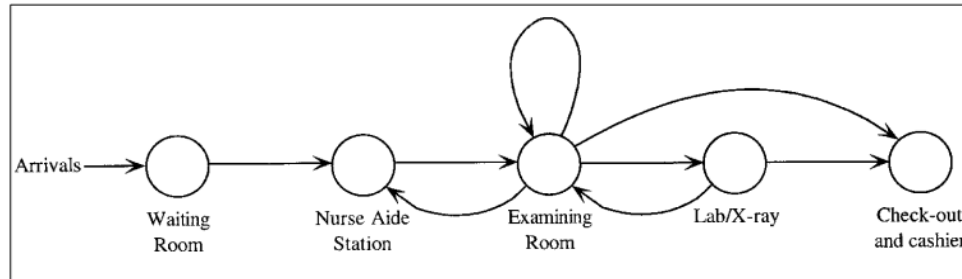 Arrivals
Waiting
Room
Nurse Aide
Station
Examining
Room
Lab/X-ray
Check-out
and cashier